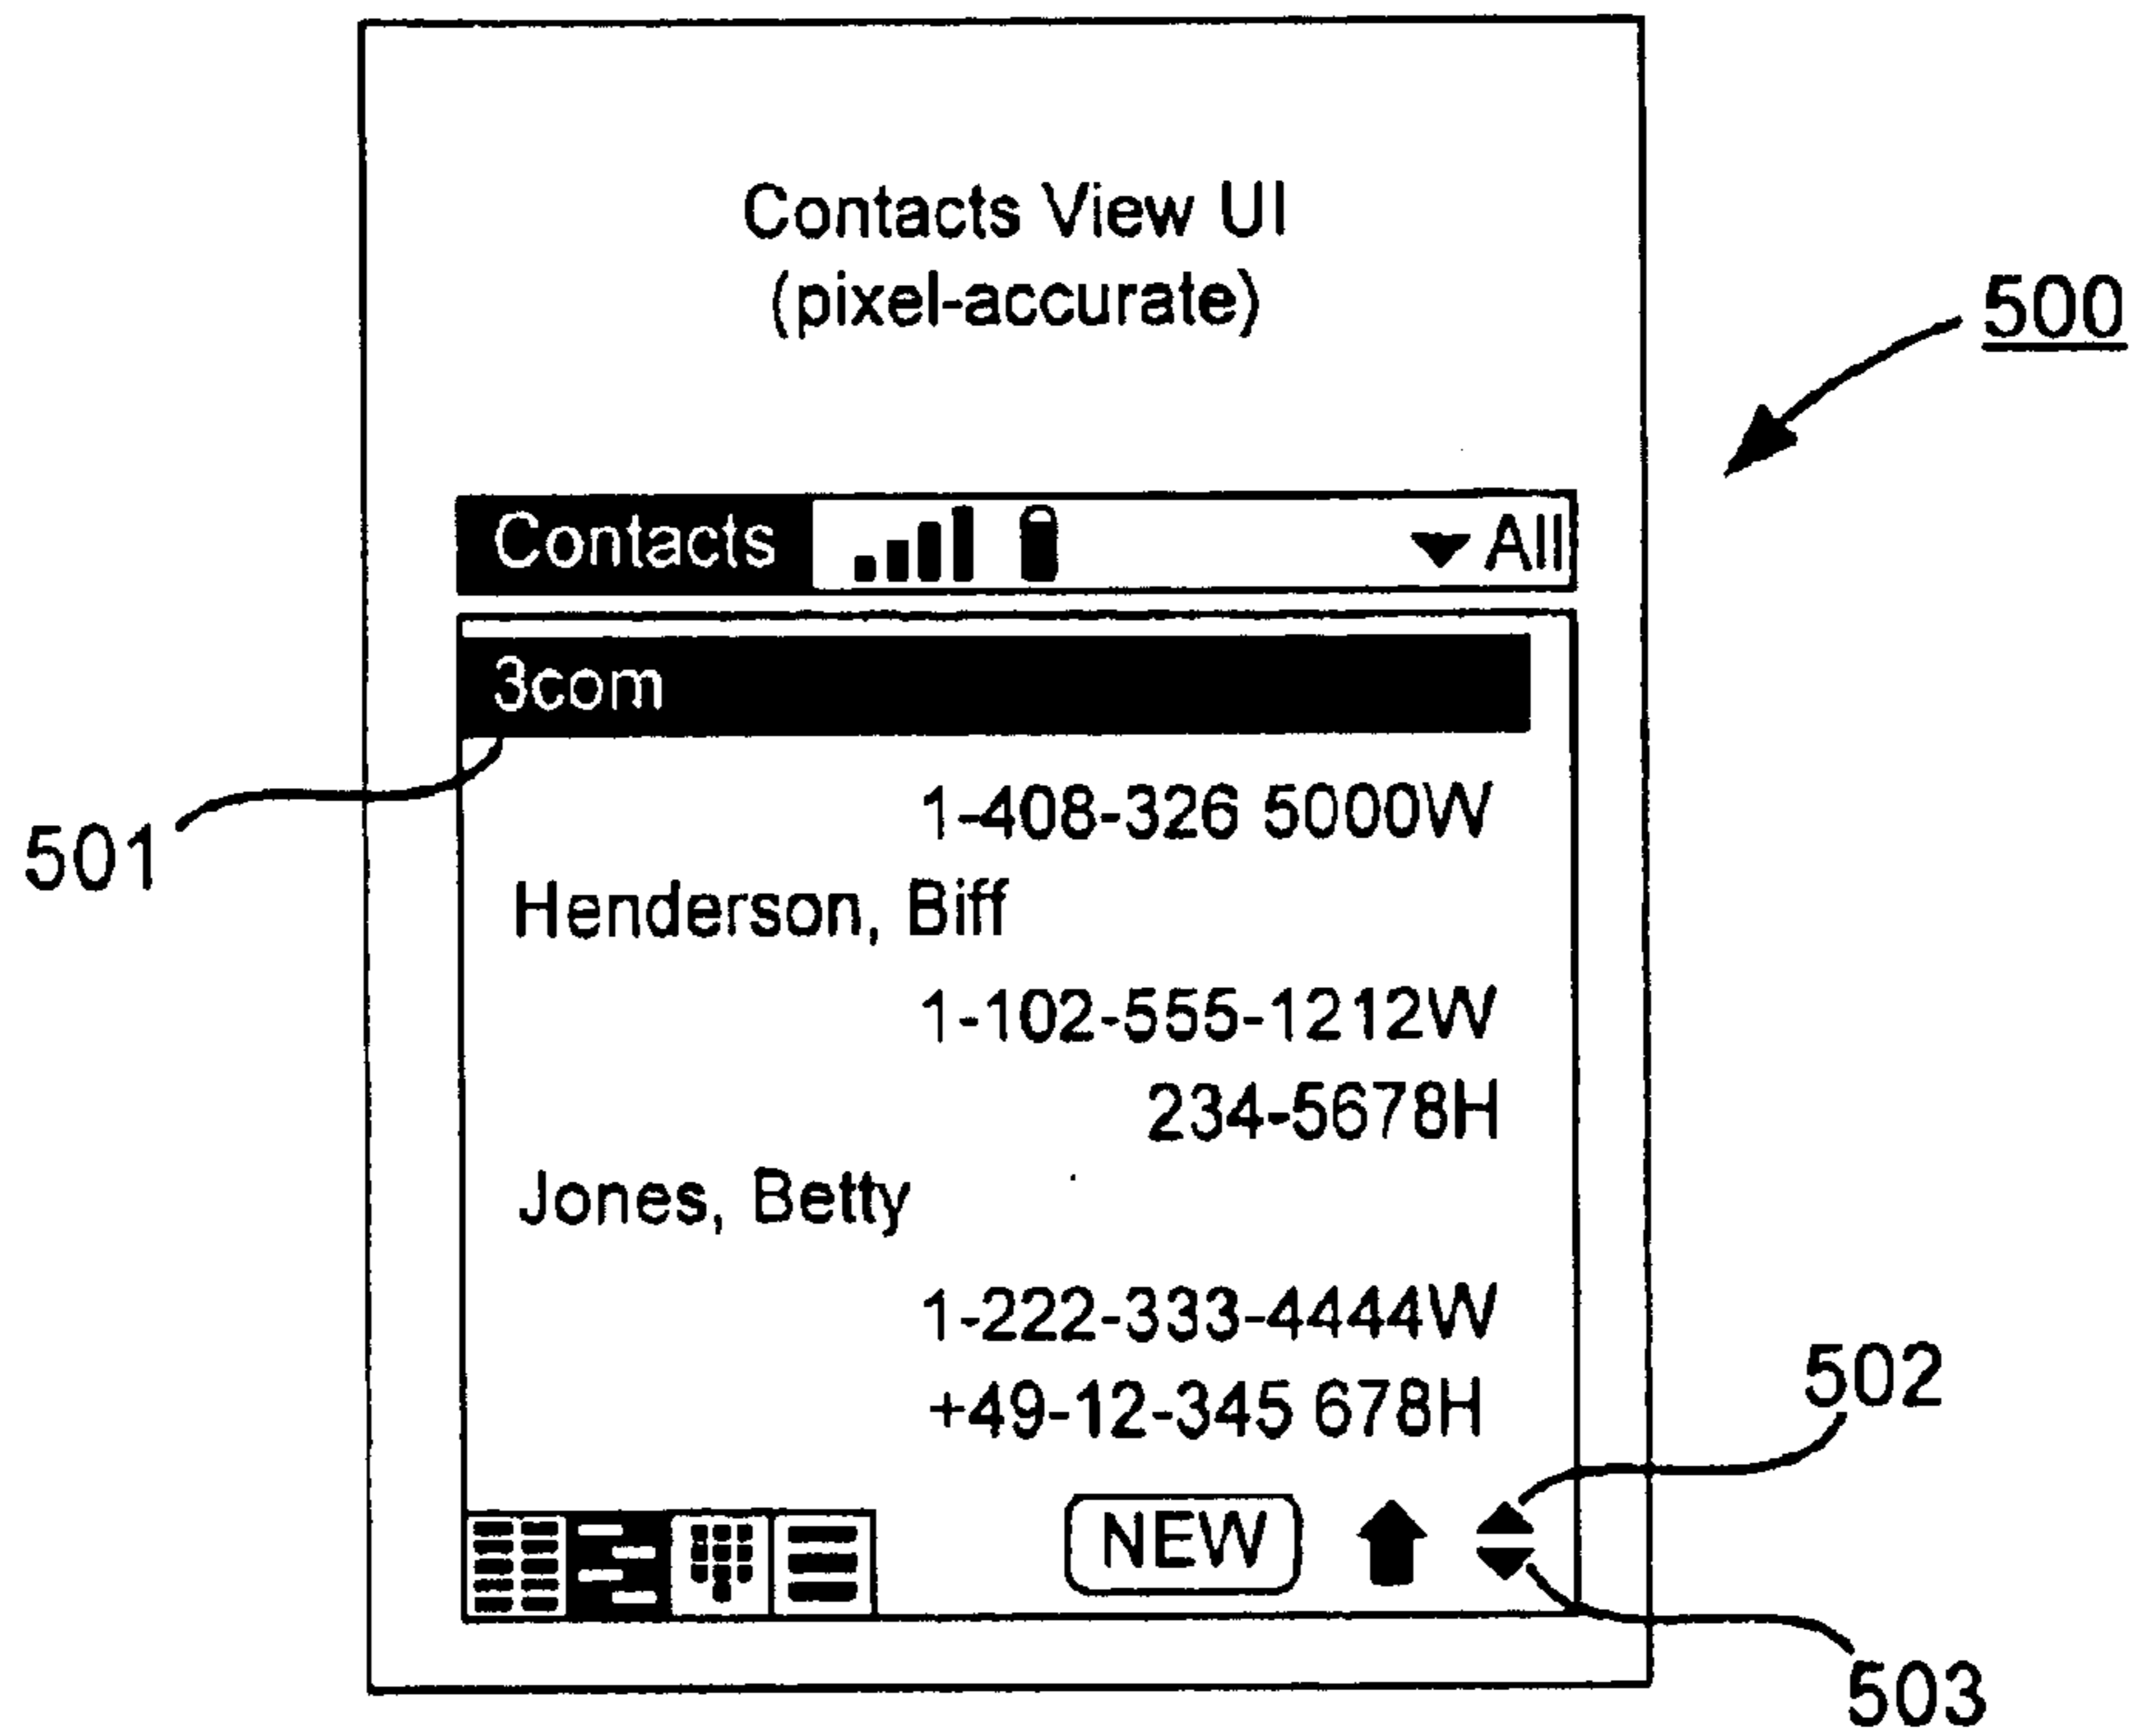 Contacts View UI
(pixel-accurate)
500
Contacts
All
3com
501
1-408-326 5000W
Henderson, Biff
1-102-555-1212W
234-5678H
Jones, Betty
1-222-333-4444W
+49-12-345 678H
502
NEW
503